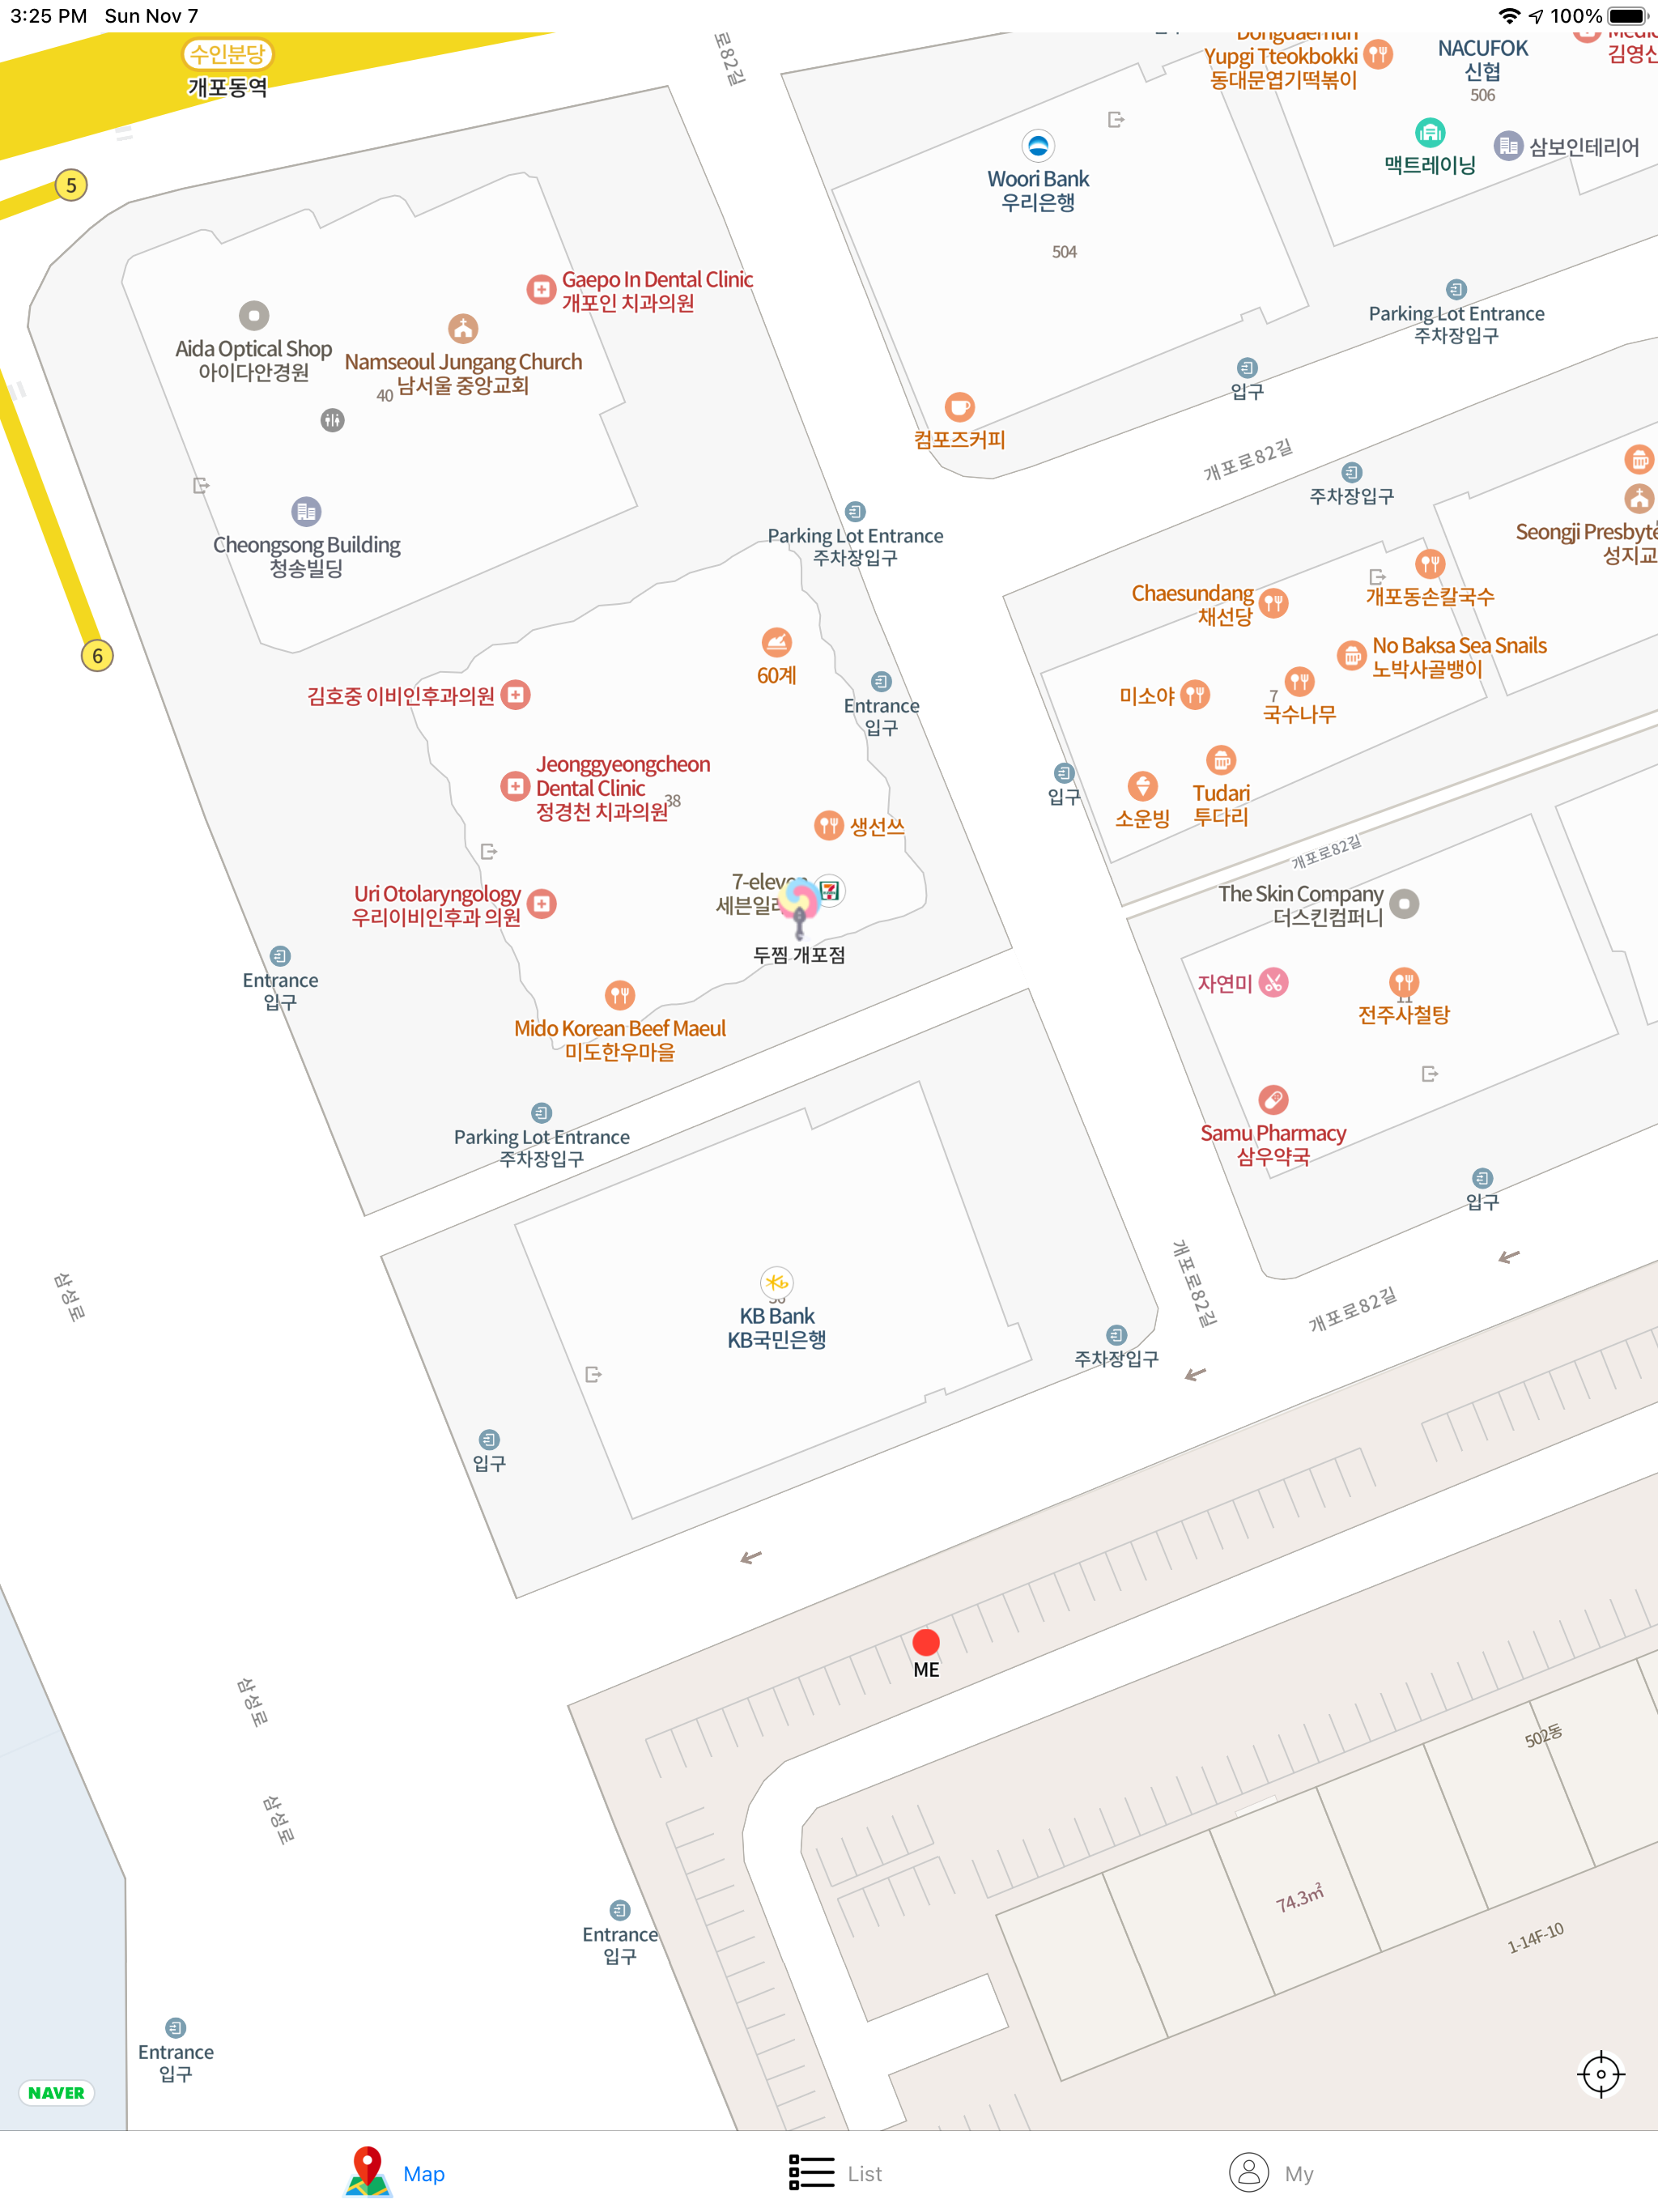 3:25 PM Sun Nov 7
100%
수인분당
개포동역
5
6
로82길
Yupgi Tteokbokki
동대문엽기떡볶이
NACUFOK
신협
506
맥트레이닝
삼보인테리어
Woori Bank
우리은행
504
Gaepo In Dental Clinic
개포인 치과의원
Aida Optical Shop
아이다안경원
Namseoul Jungang Church
남서울 중앙교회
40
Parking Lot Entrance
주차장입구
입구
컴포즈커피
개포로82길
주차장입구
Cheongsong Building
청송빌딩
Parking Lot Entrance
주차장입구
성지교
Chaesundang
채선당
개포동손칼국수
No Baksa Sea Snails
노박사골뱅이
60계
김호중 이비인후과의원
Entrance
입구
미소야
7
국수나무
Jeonggyeongcheon
Dental Clinic
정경천 치과의원
38
입구
소운빙
Tudari
투다리
생선쓰
개포로82길
Uri Otolaryngology
우리이비인후과 의원
7-eleven
세븐일
두찜 개포점
The Skin Company
더스킨컴퍼니
Entrance
입구
자연미
11
전주사철탕
Mido Korean Beef Maeul
미도한우마을
Parking Lot Entrance
주차장입구
Samu Pharmacy
삼우약국
입구
삼성로
KB Bank
KB국민은행
개포로82길
개포로82길
주차장입구
입구
ME
삼성로
502동
삼성로
74.3㎡
1-14F-10
Entrance
입구
Entrance
입구
NAVER
Map
List
My